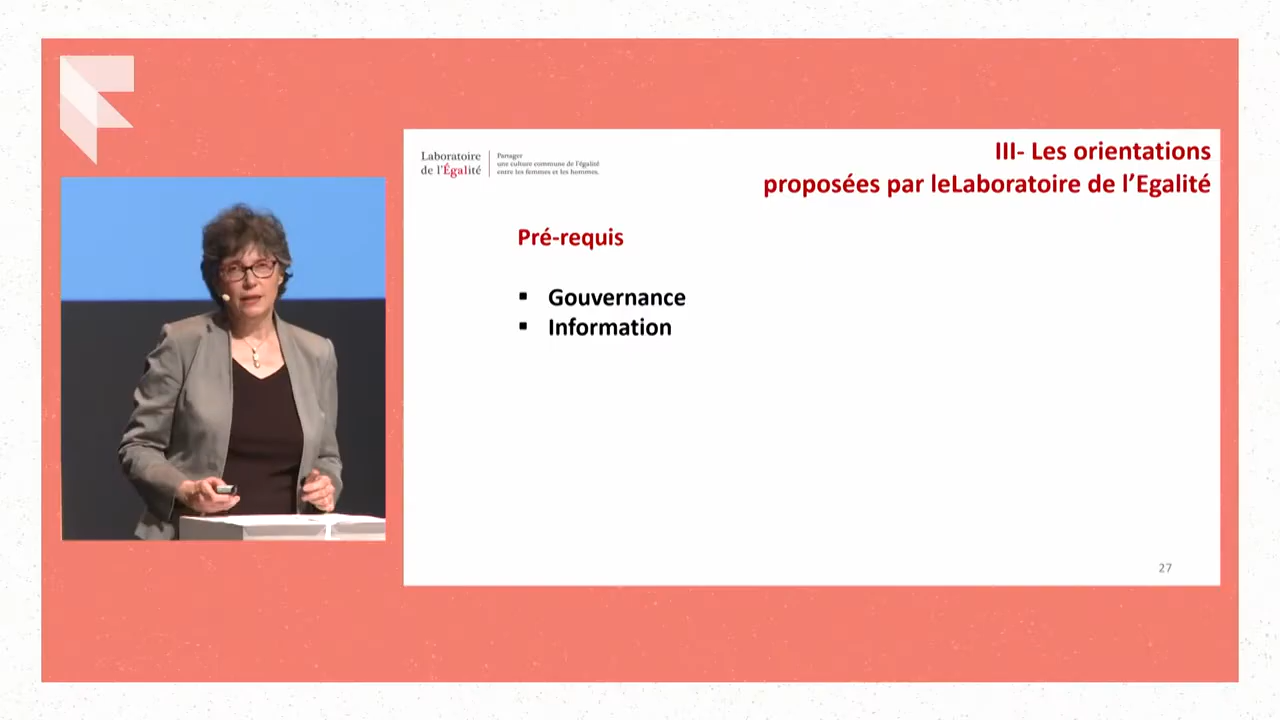 Laboratoire
de l'Égalité
Partager
une culture commune de l'égalité
entre les femmes et les hommes.
III- Les orientations
proposées par leLaboratoire de l’Egalité
Pré-requis
▪ Gouvernance
▪ Information
27